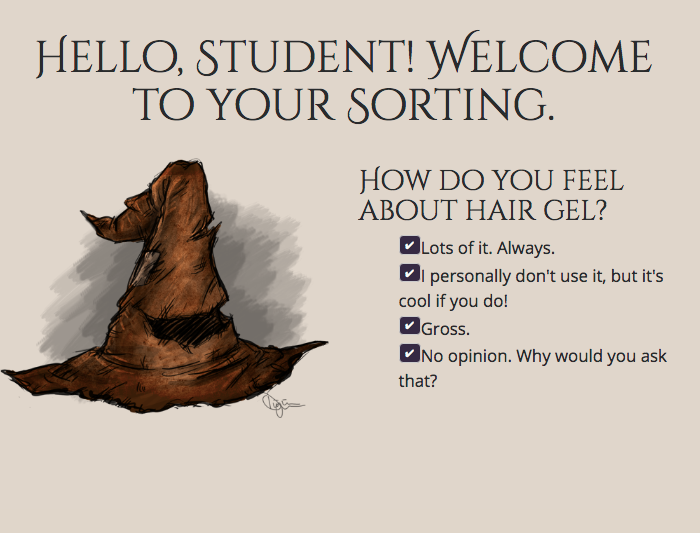 Hello, Student! Welcome
to your Sorting.
How do you feel
about hair gel?
✔Lots of it. Always.
✔I personally don't use it, but it's
cool if you do!
✔Gross.
✔No opinion. Why would you ask
that?